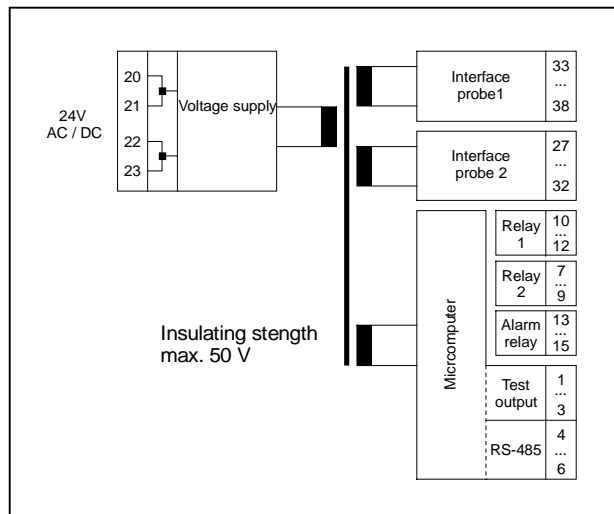 24V
AC / DC
20
21
22
23
Voltage supply
Interface
probe1
33
...
38
Interface
probe 2
27
...
32
Relay
1
10
...
12
Relay
2
7
...
9
Alarm
relay
13
...
15
Micrcomputer
Test
output
1
...
3
RS-485
4
...
6
Insulating stength
max. 50 V